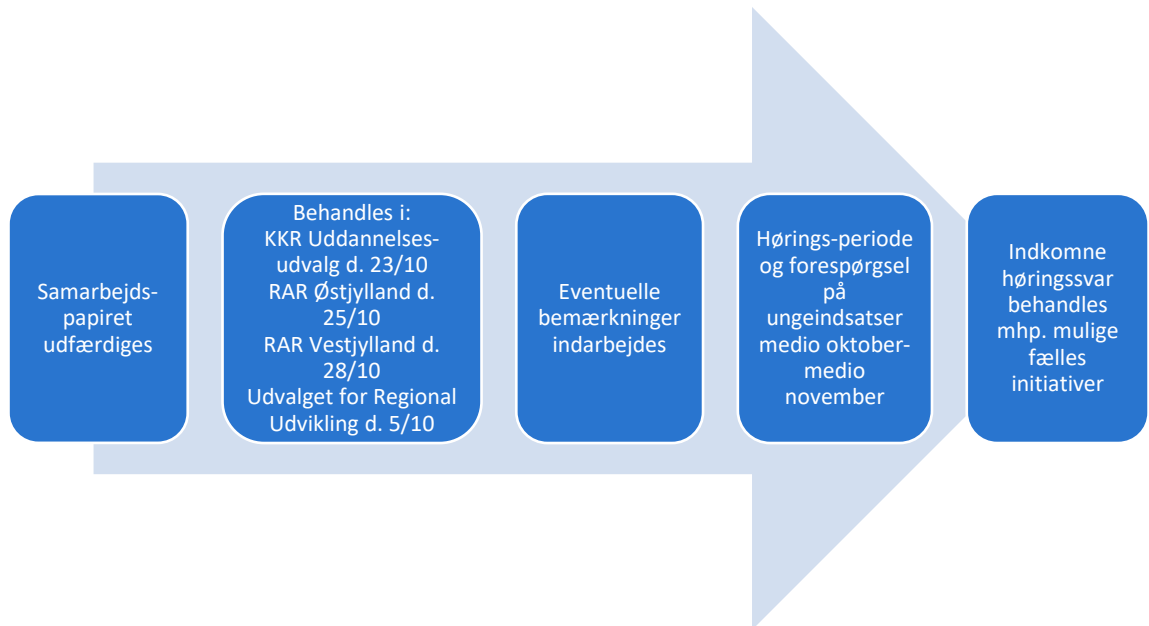 Samarbejds-
papiret
udfærdiges
Behandles i:
KKR Uddannelses-
udvalg d. 23/10
RAR Østjylland d.
25/10
RAR Vestjylland d.
28/10
Udvalget for Regional
Udvikling d. 5/10
Eventuelle
bemærkninger
indarbejdes
Hørings-periode
og forespørgsel
på
ungeindsatser
medio oktober-
medio
november
Indkomne
høringssvar
behandles
mhp. mulige
fælles
initiativer